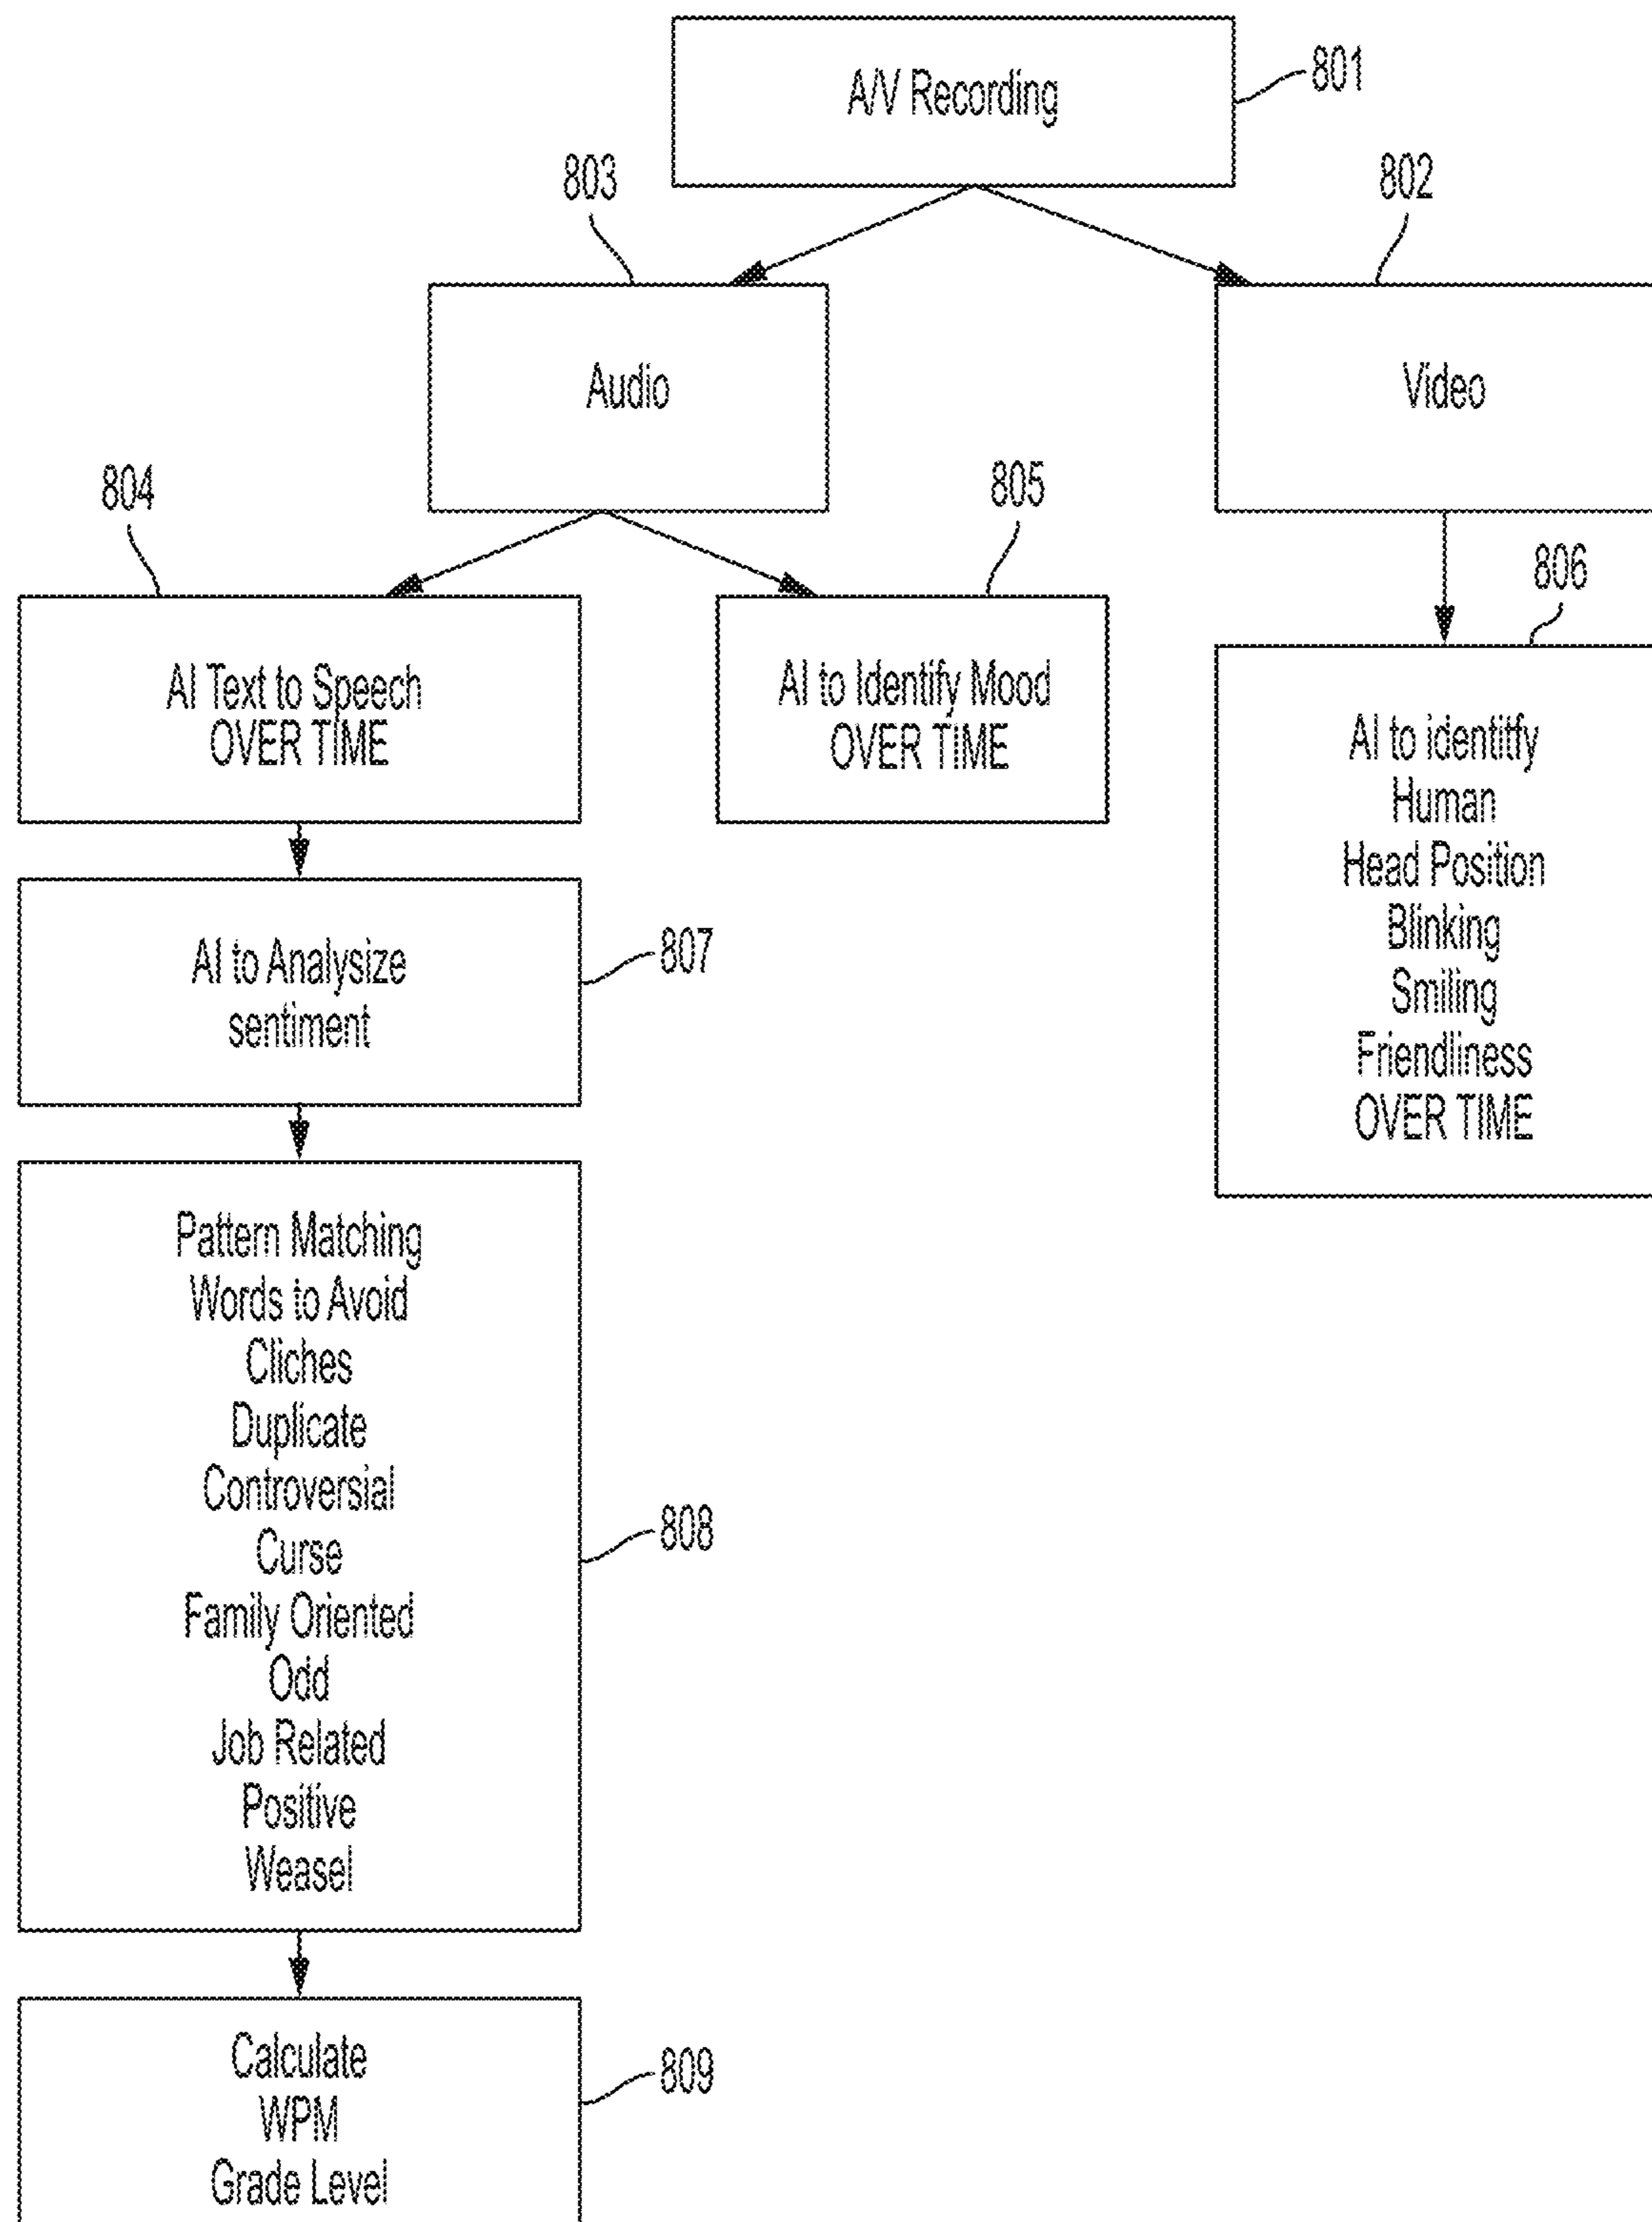 A/V Recording
801
803
802
Audio
Video
804
805
806
AI Text to Speech
OVER TIME
AI to Identify Mood
OVER TIME
AI to identitfy
Human
Head Position
Blinking
Smiling
Friendliness
OVER TIME
AI to Analysize
sentiment
807
Pattern Matching
Words to Avoid
Cliches
Duplicate
Controversial
Curse
Family Oriented
Odd
Job Related
Positive
Weasel
808
Calculate
WPM
Grade Level
809